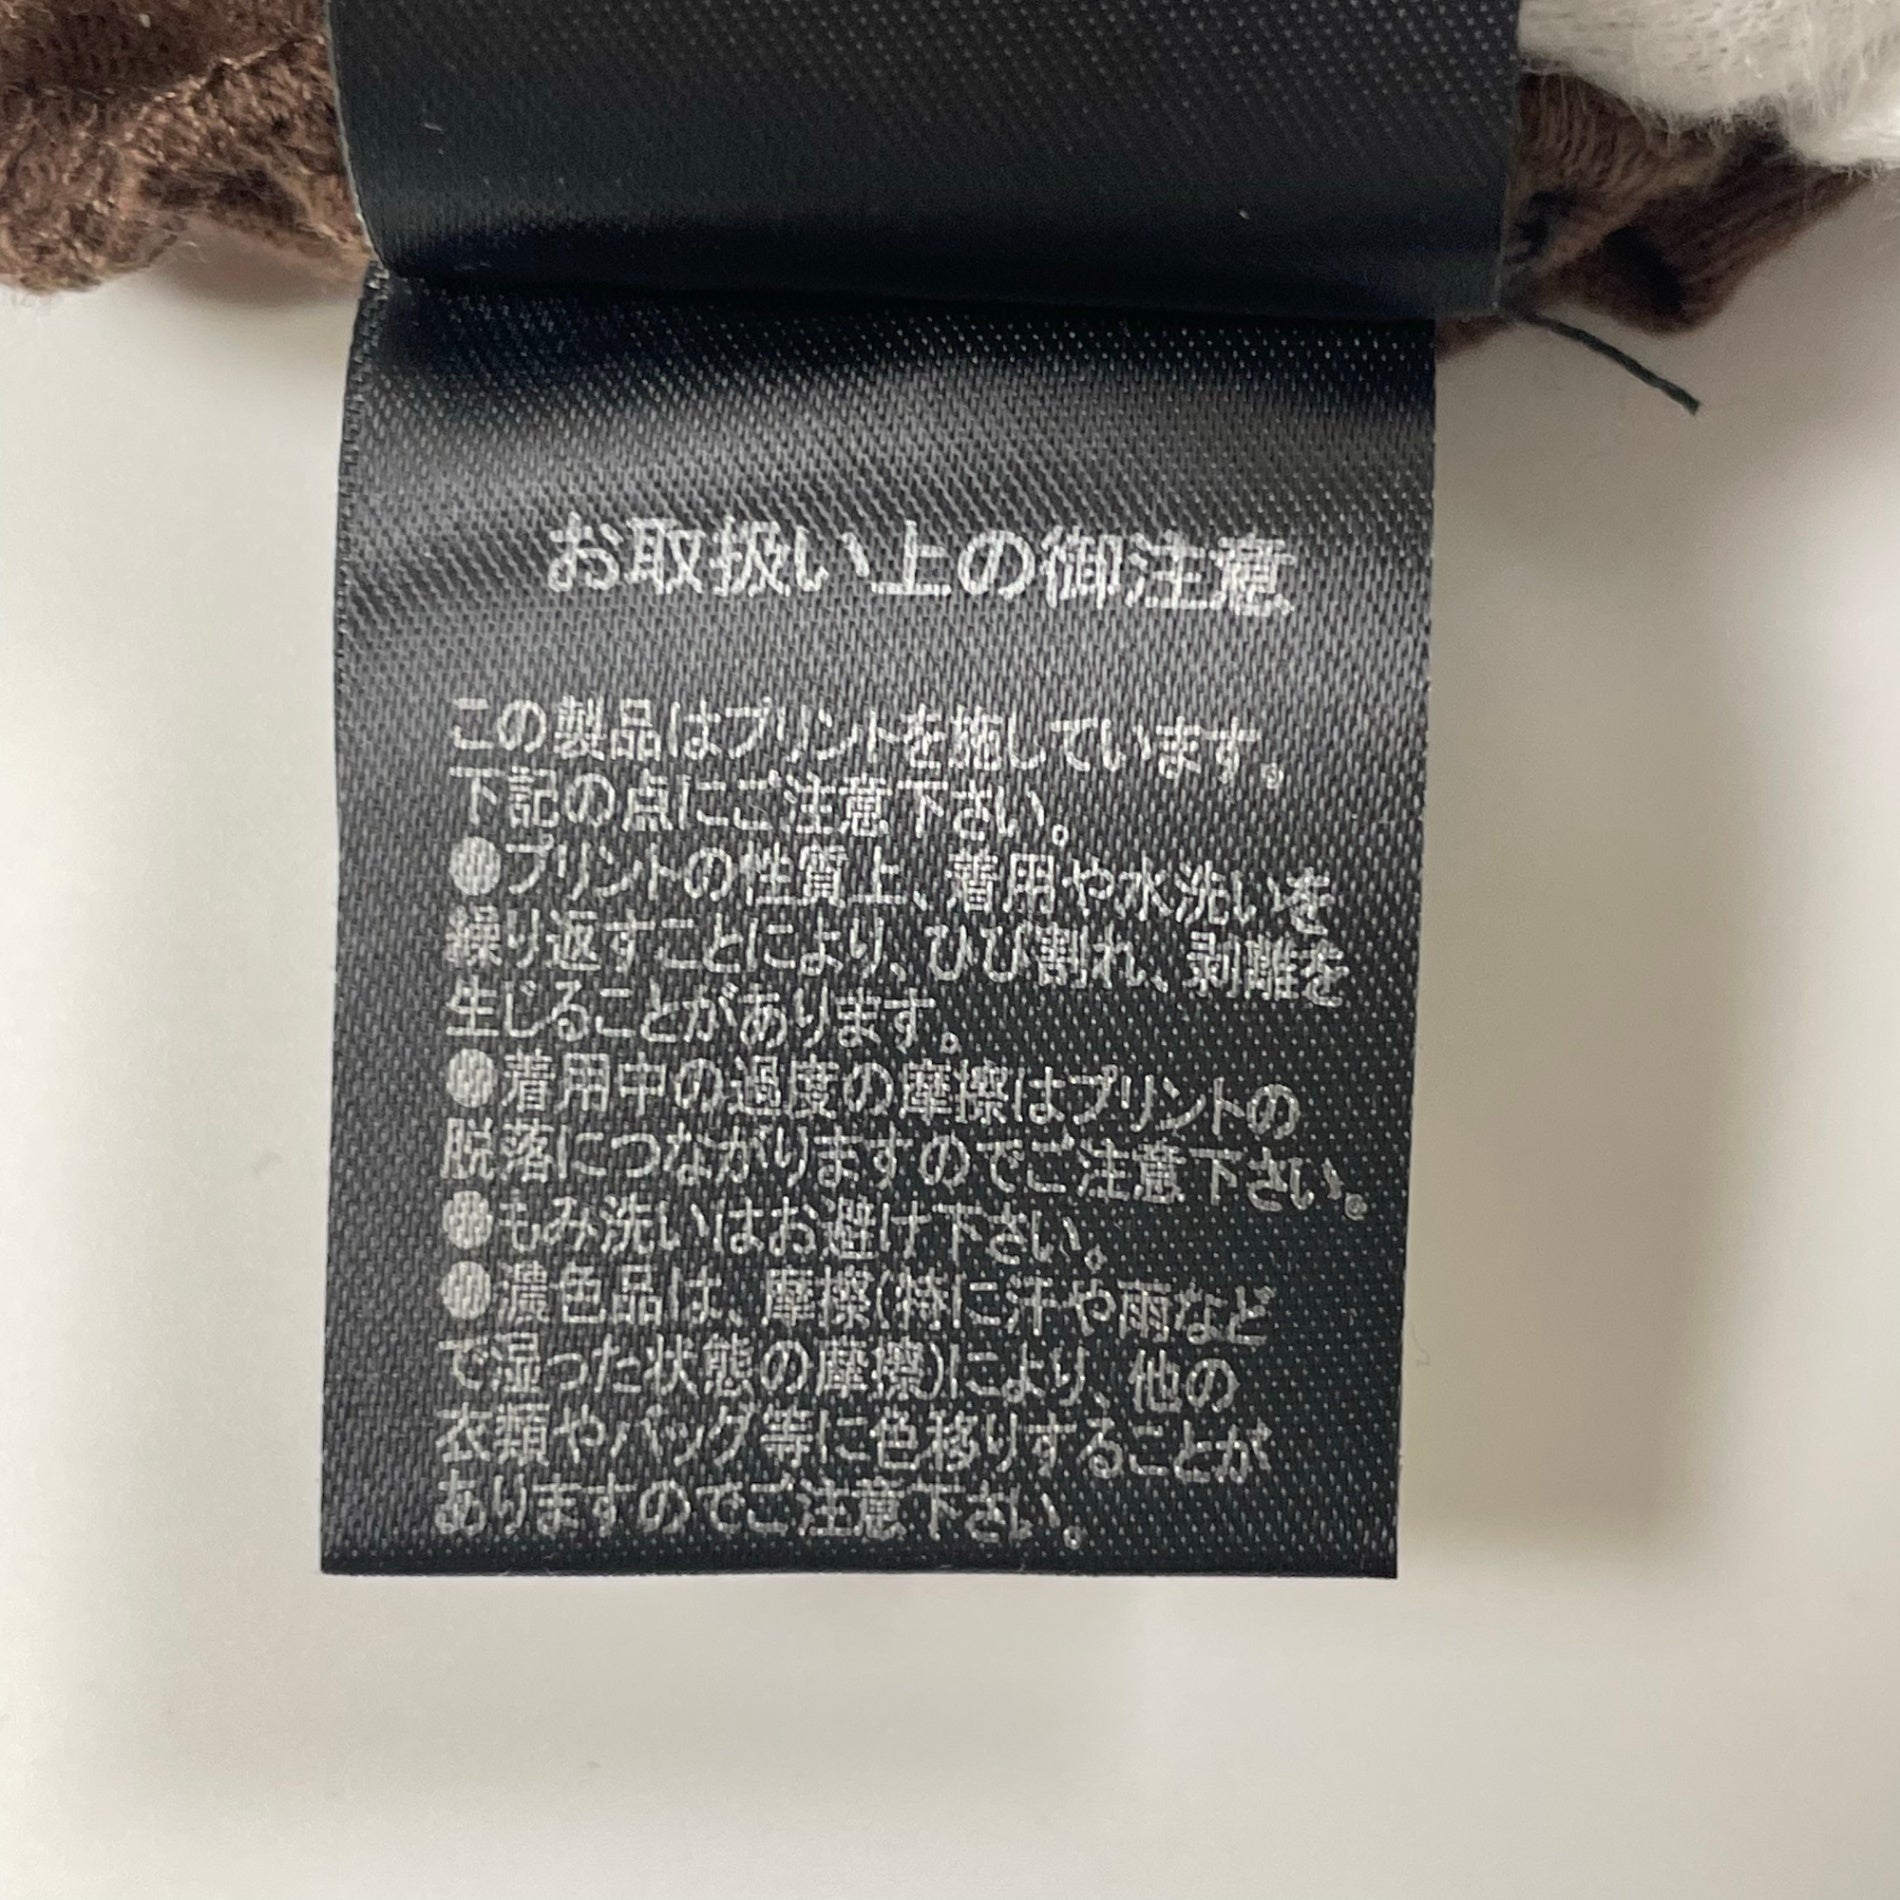 お取扱い上の御注意
この製品はプリントを施しています。
下記の点にご注意下さい。
●プリントの性質上、着用や水洗いを
繰り返すことにより、ひび割れ、剥離を
生じることがあります。
●着用中の過度の摩擦はプリントの
脱落につながりますのでご注意下さい。
●もみ洗いはお避け下さい。
●濃色品は、摩擦(特に汗や雨など
で湿った状態の摩擦)により、他の
衣類やバッグ等に色移りすることが
ありますのでご注意下さい。